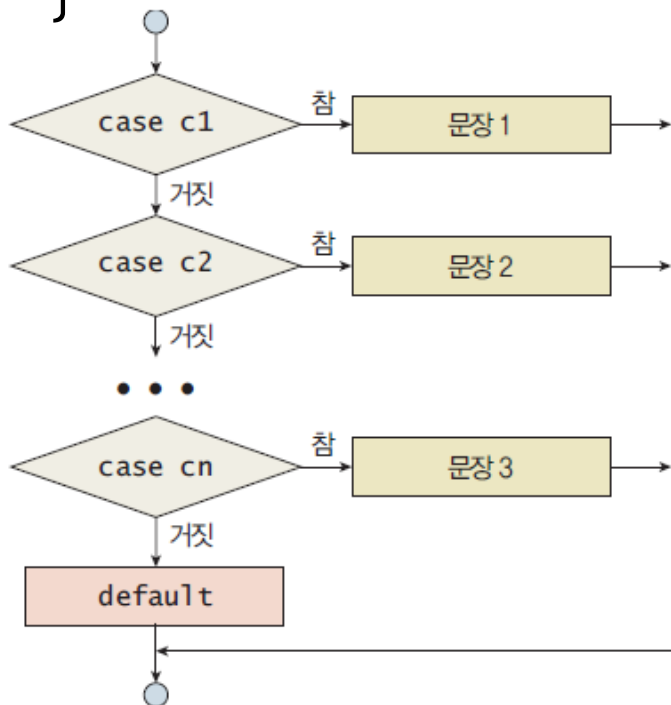 }
case c1
참
문장 1
거짓
case c2
참
문장 2
거짓
• • •
case cn
참
문장 3
거짓
default